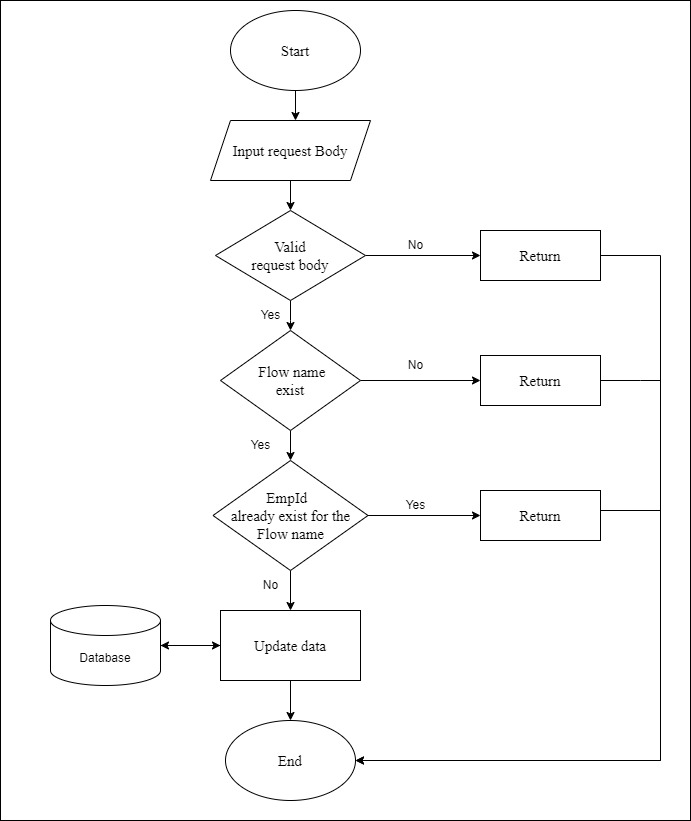 Start
Input request Body
Valid
request body
No
Return
Yes
Flow name
exist
No
Return
Yes
EmpId
already exist for the
Flow name
Yes
Return
No
Database
Update data
End